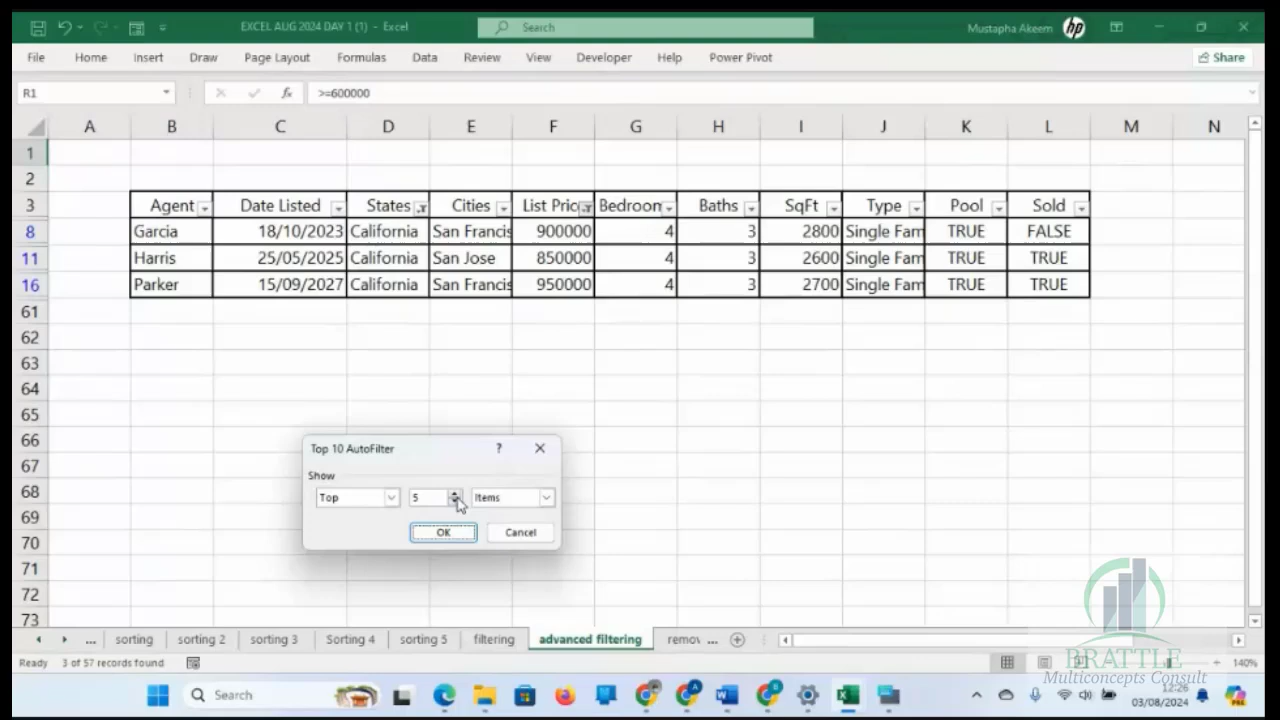 EXCEL AUG 2024 DAY 1 (1) - Excel
Search
Mustapha Akeem
File Home Insert Draw Page Layout Formulas Data Review View Developer Help Power Pivot Share
R1 fx >=600000
A B C D E F G H I J K L M N
1
2
3 Agent Date Listed States Cities List Pric Bedroom Baths SqFt Type Pool Sold
8 Garcia 18/10/2023 California San Francis 900000 4 3 2800 Single Fam TRUE FALSE
11 Harris 25/05/2025 California San Jose 850000 4 3 2600 Single Fam TRUE TRUE
16 Parker 15/09/2027 California San Francis 950000 4 3 2700 Single Fam TRUE TRUE
61
62
63
64
65
66
67
68
69
70
71
72
73
Top 10 AutoFilter ?
Show
Top 5 Items
OK Cancel
... sorting sorting 2 sorting 3 Sorting 4 sorting 5 filtering advanced filtering remov ...
Ready 3 of 57 records found 140%
BRATTLE
Multiconcepts Consult
Search
12:26
03/08/2024